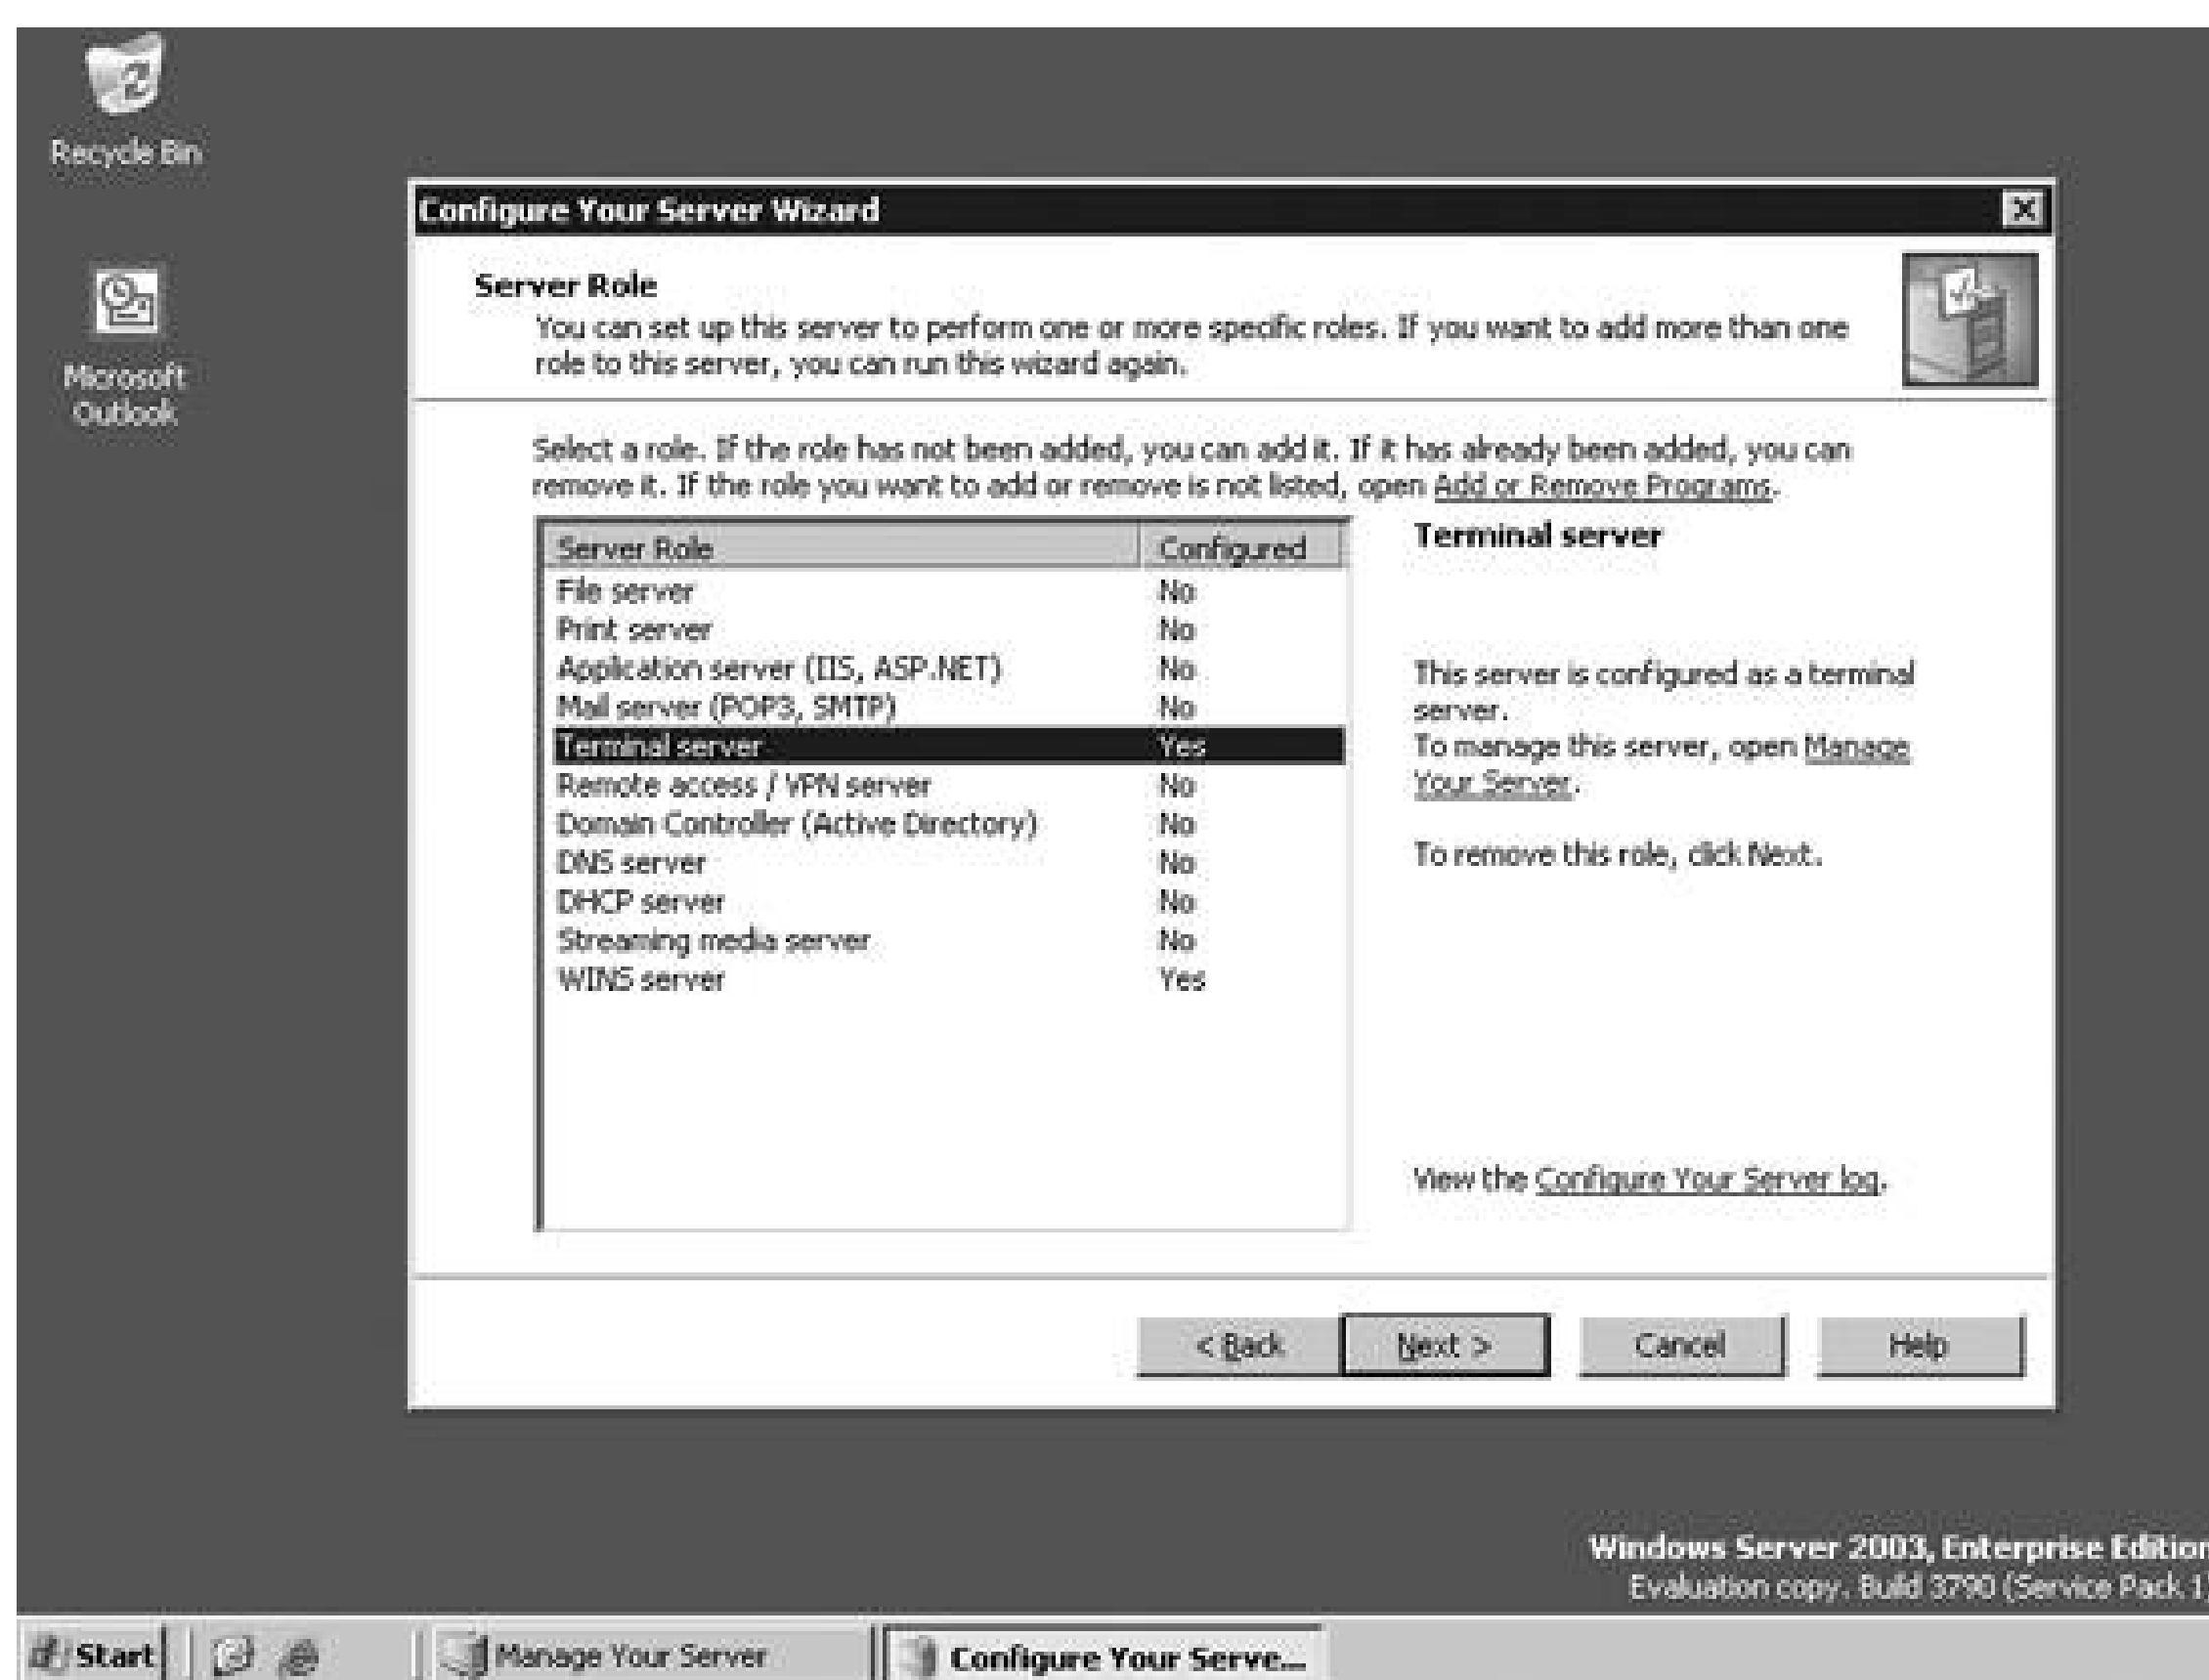 Recycle Bin
Microsoft
Outlook
Configure Your Server Wizard
Server Role
You can set up this server to perform one or more specific roles. If you want to add more than one
role to this server, you can run this wizard again.
Select a role. If the role has not been added, you can add it. If it has already been added, you can
remove it. If the role you want to add or remove is not listed, open Add or Remove Programs.
Server Role Configured
File server No
Print server No
Application server (IIS, ASP.NET) No
Mail server (POP3, SMTP) No
Terminal server Yes
Remote access / VPN server No
Domain Controller (Active Directory) No
DNS server No
DHCP server No
Streaming media server No
WINS server Yes
Terminal server
This server is configured as a terminal
server.
To manage this server, open Manage
Your Server.
To remove this role, click Next.
View the Configure Your Server log.
< Back Next > Cancel Help
Windows Server 2003, Enterprise Edition
Evaluation copy. Build 3790 (Service Pack 1)
Start Manage Your Server Configure Your Serve...